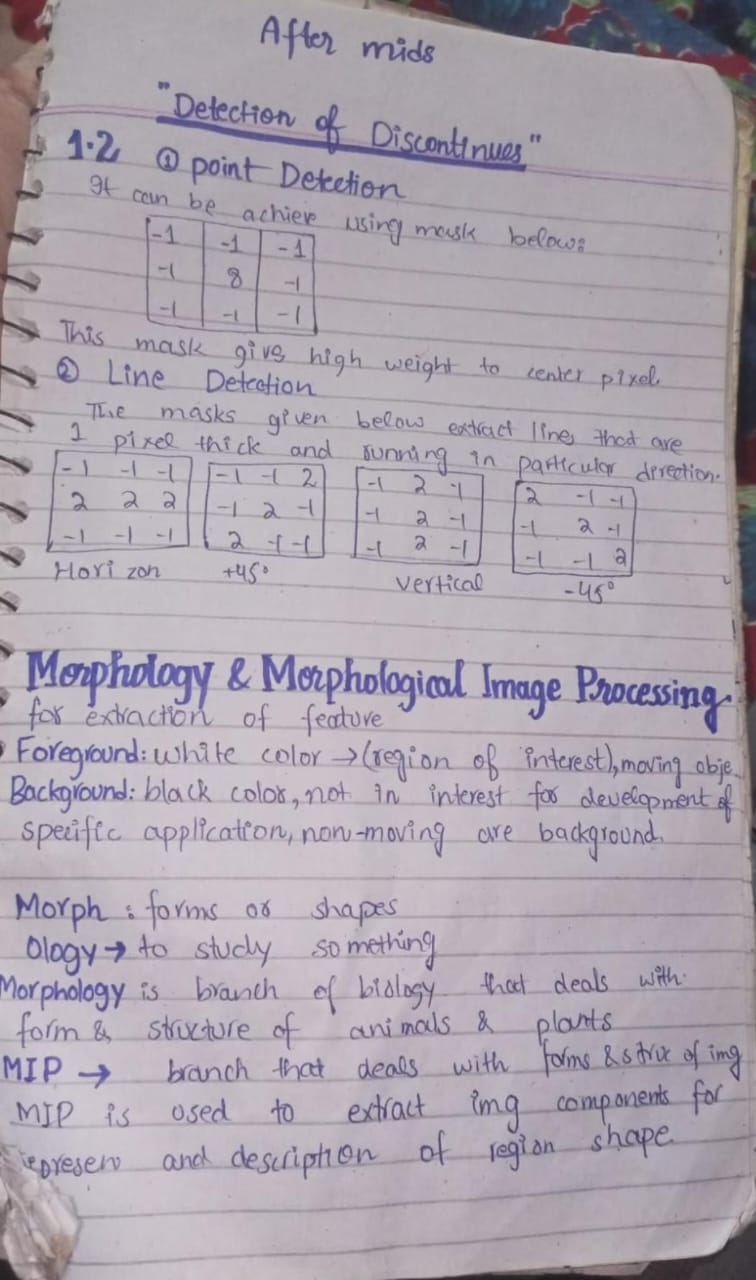 After mids
"Detection of Discontinues"
1.2 ① point Detection
It can be achieve using mask below:
-1 -1 -1
-1 8 -1
-1 -1 -1
This mask give high weight to center pixel
② Line Detection
The masks given below extract lines that are
1 pixel thick and running in particular direction.
-1 -1 -1 -1 -1 2 -1 2 -1 2 -1 -1
2 2 2 -1 2 -1 -1 2 -1 -1 2 -1
-1 -1 -1 2 -1 -1 -1 2 -1 -1 -1 2
Horizon +45° vertical -45°
Morphology & Morphological Image Processing
for extraction of feature
Foreground: white color → (region of interest), moving obje
Background: black color, not in interest for development of
specific application, non-moving are background.
Morph : forms or shapes
Ology → to study something
Morphology is branch of biology that deals with
form & structure of animals & plants
MIP → branch that deals with forms & strux of img
MIP is used to extract img components for
represen and description of region shape.